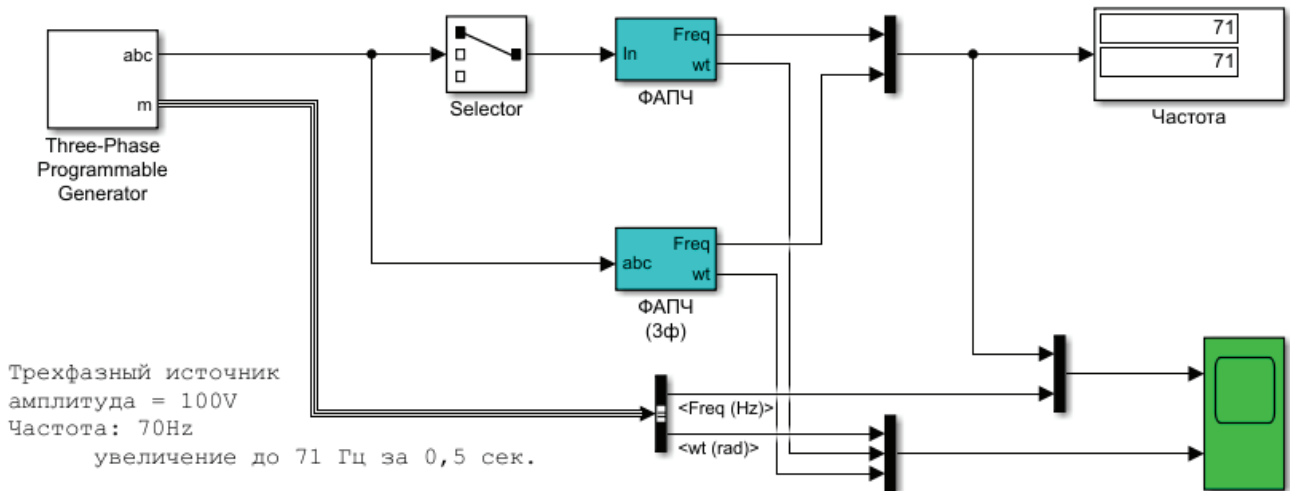 abc
m
Three-Phase
Programmable
Generator
Selector
In
Freq
wt
ФАПЧ
71
71
Частота
abc
Freq
wt
ФАПЧ
(3ф)
Трехфазный источник
амплитуда = 100V
Частота: 70Hz
увеличение до 71 Гц за 0,5 сек.
<Freq (Hz)>
<wt (rad)>